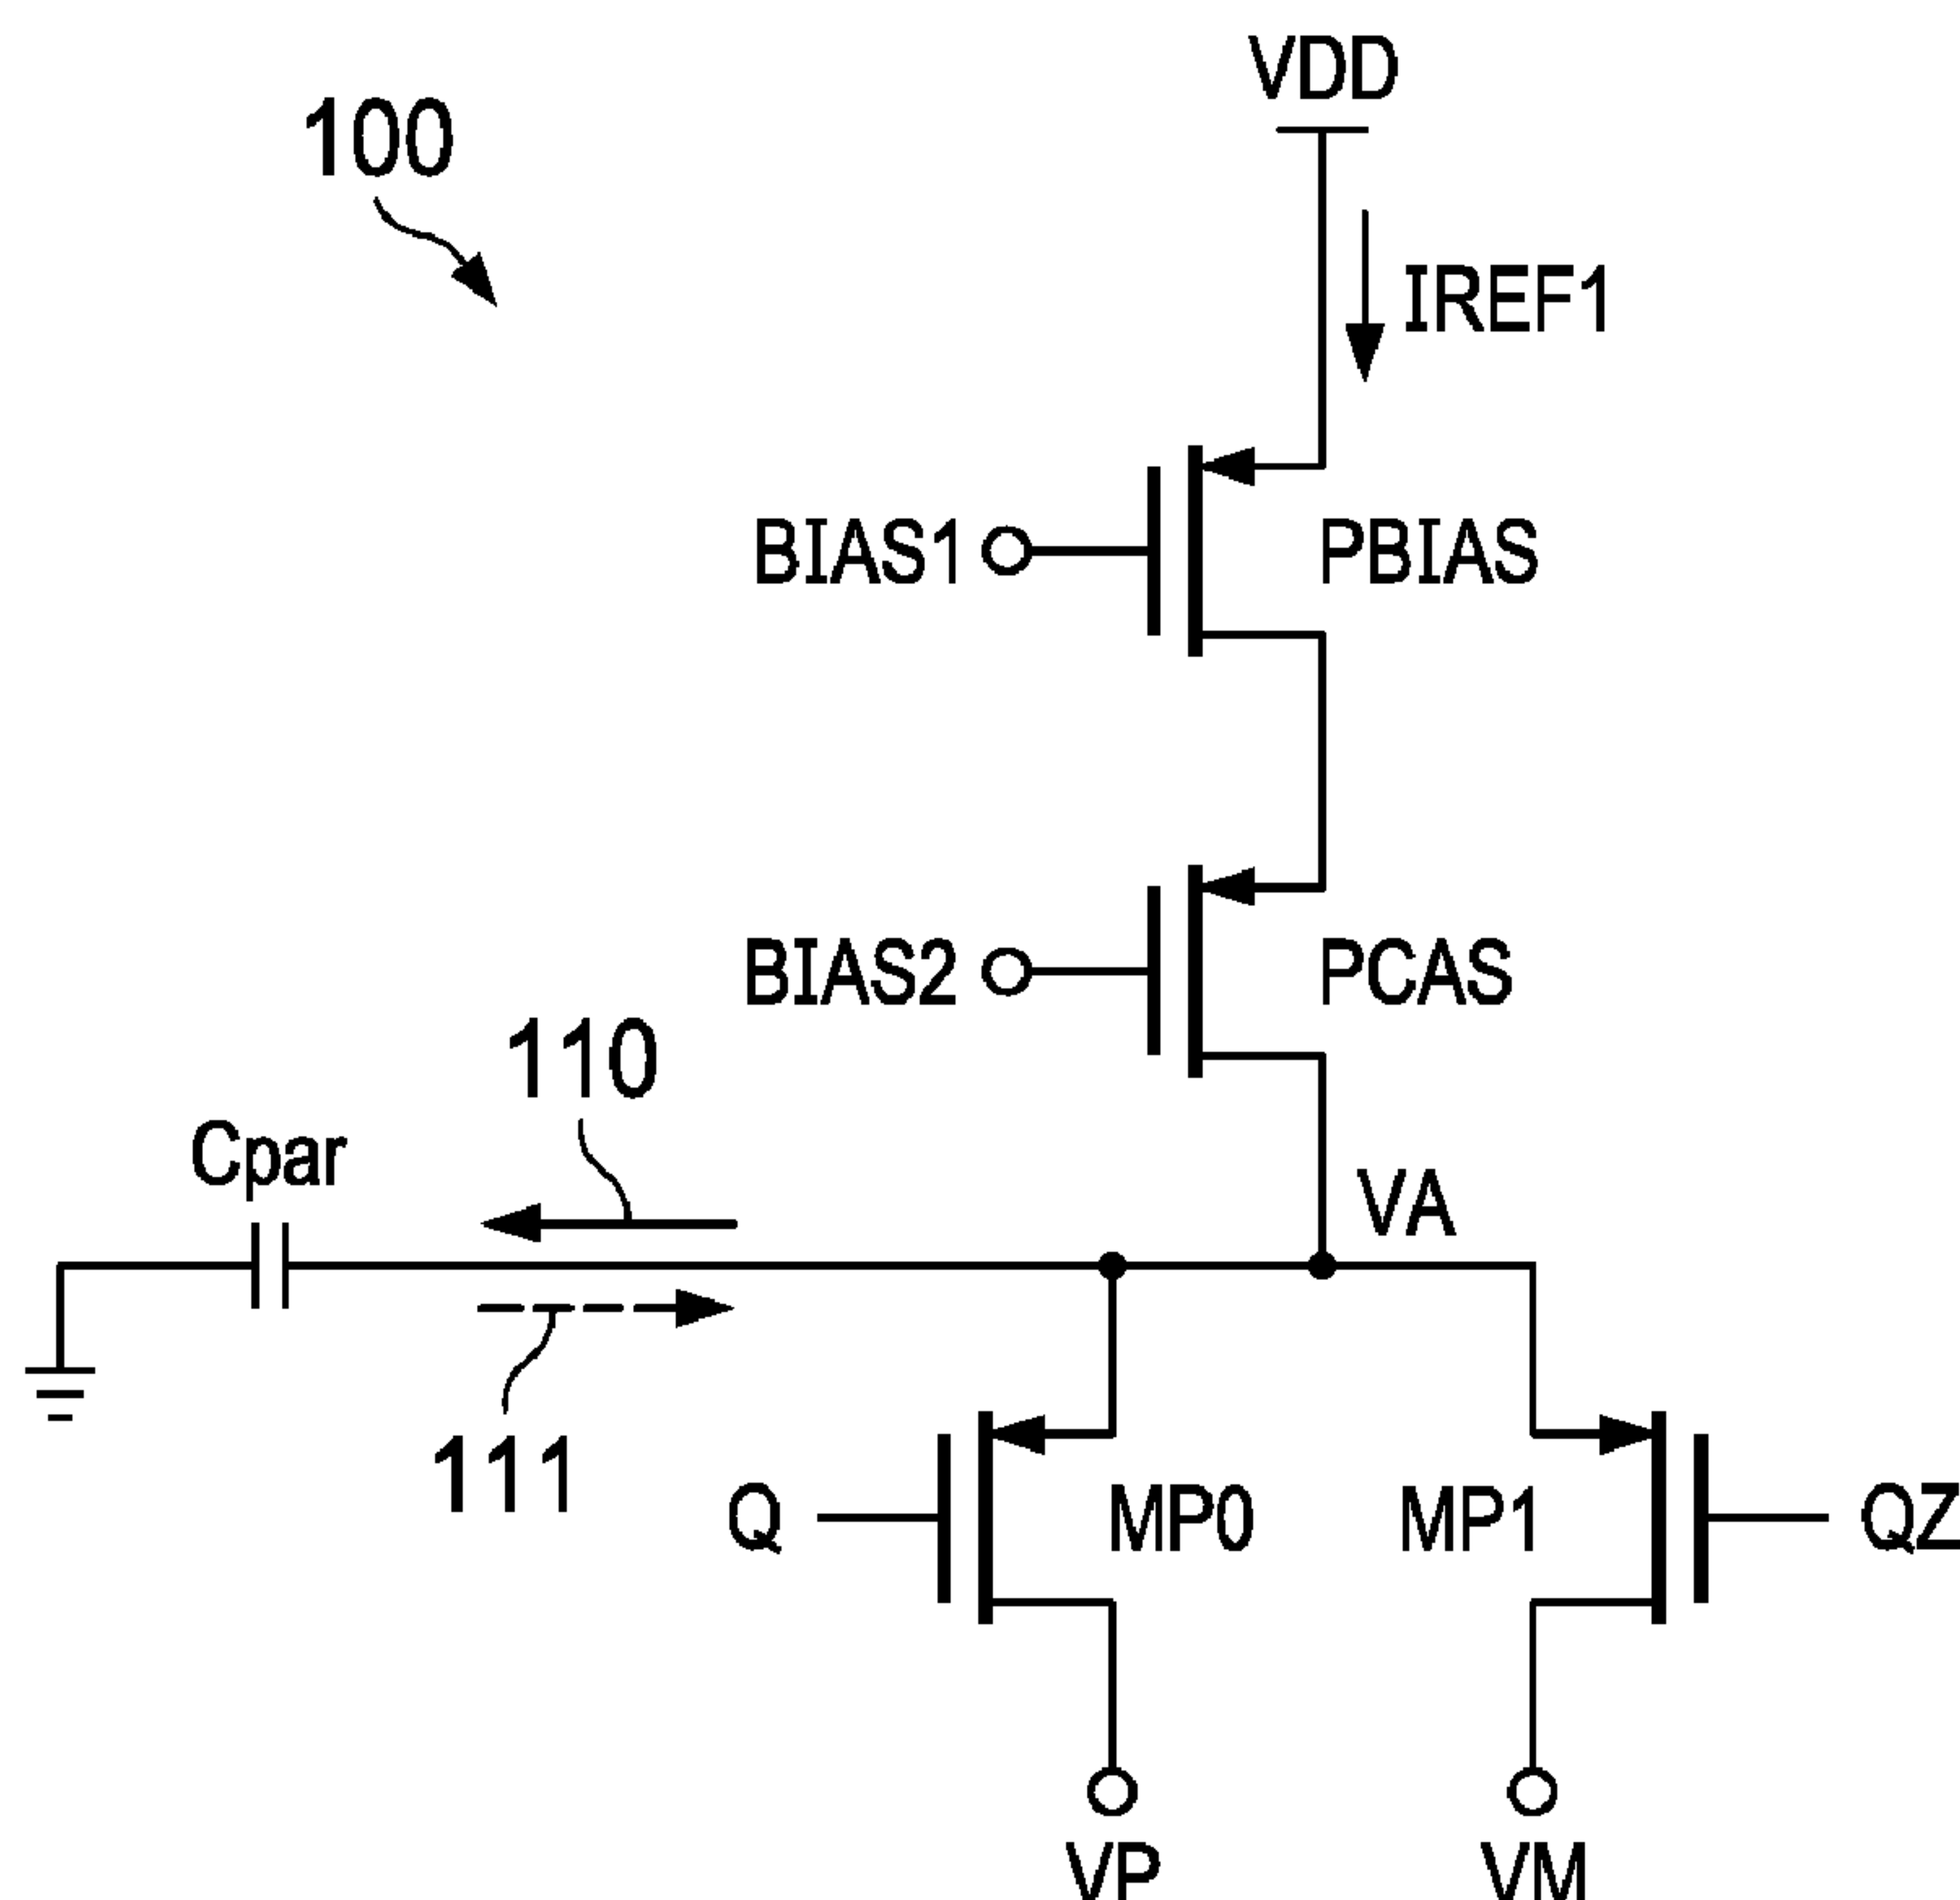 VDD
100
IREF1
BIAS1
PBIAS
BIAS2
PCAS
110
Cpar
VA
111
Q
MP0
MP1
QZ
VP
VM